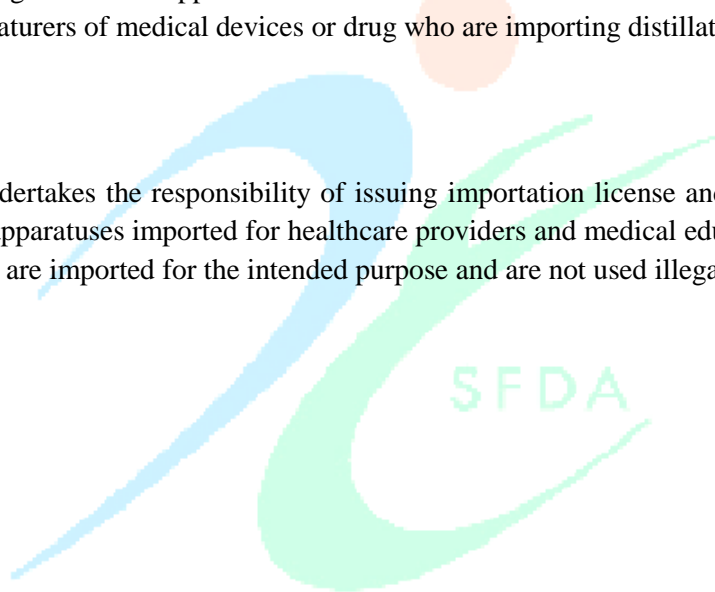 aturers of medical devices or drug who are importing distillat
dertakes the responsibility of issuing importation license and
apparatuses imported for healthcare providers and medical edu
are imported for the intended purpose and are not used illega
SFDA